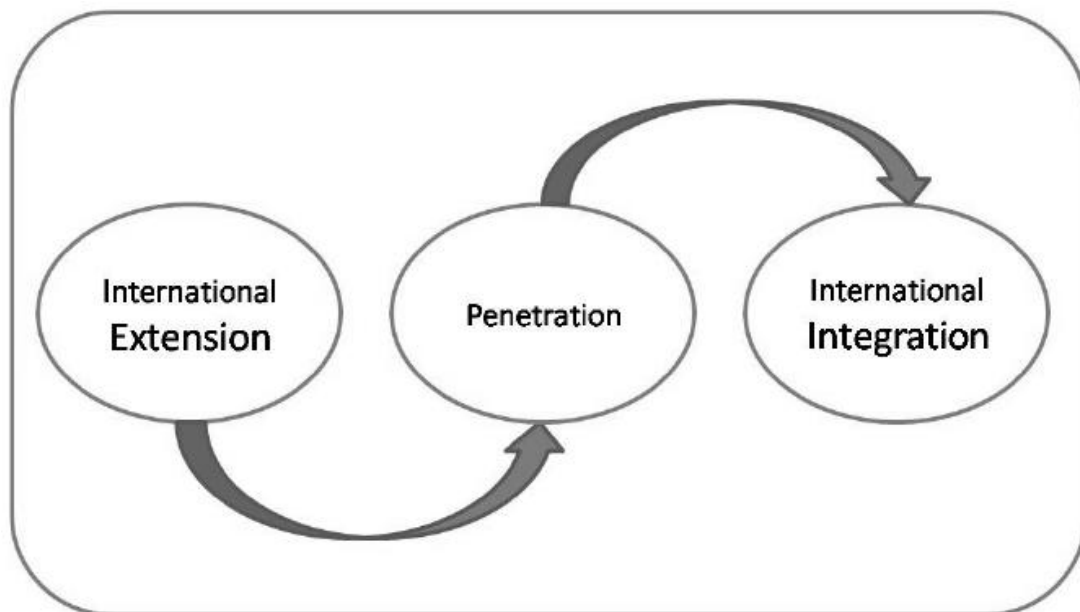 International
Extension
Penetration
International
Integration